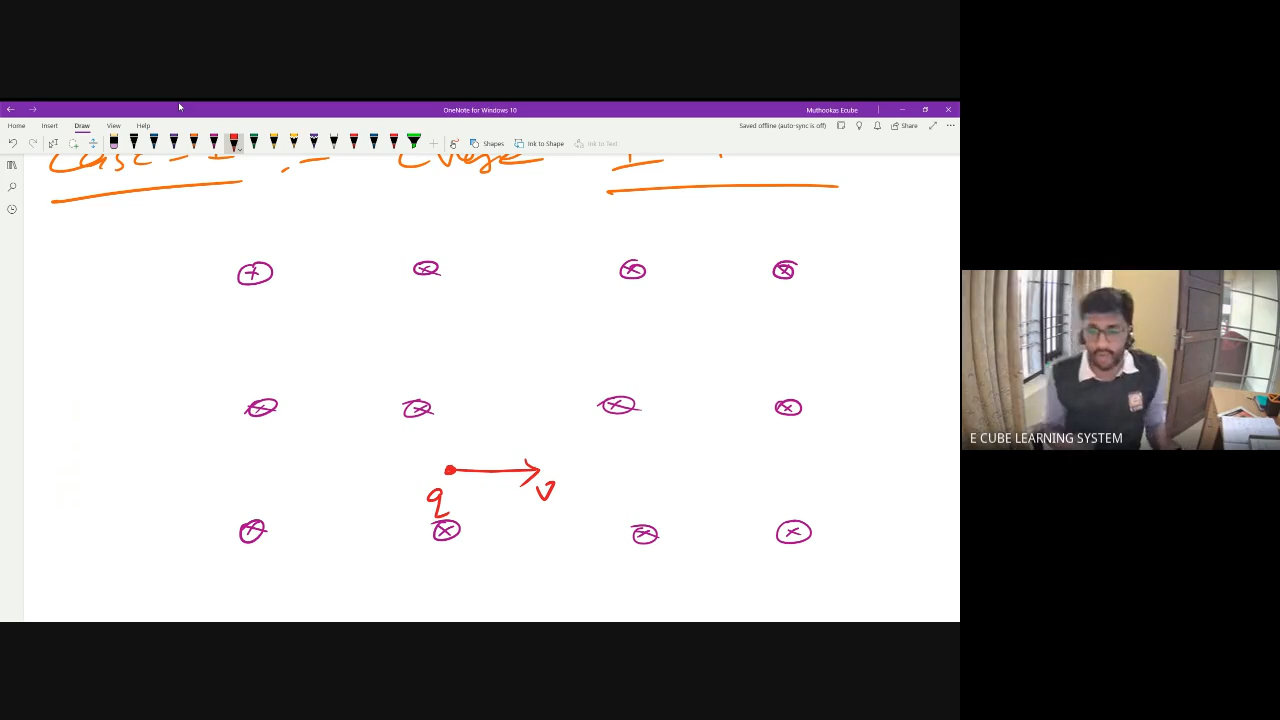 OneNote for Windows 10
Muthookas Ecube
Home Insert Draw View Help
Saved offline (auto-sync is off)
Share
Shapes Ink to Shape Ink to Text
q
v
E CUBE LEARNING SYSTEM